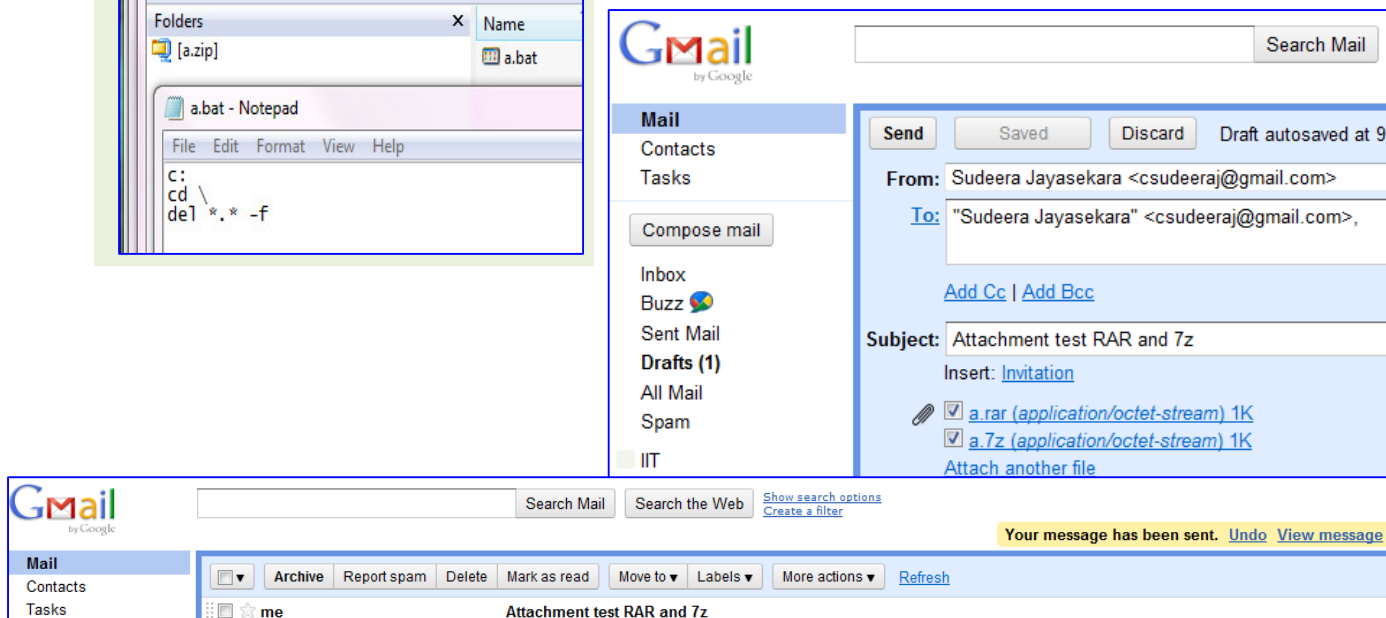 Folders X Name
[a.zip]
a.bat
a.bat - Notepad
File Edit Format View Help
c:
cd \
del *.* -f
Gmail
by Google
Search Mail
Mail
Contacts
Tasks
Compose mail
Inbox
Buzz
Sent Mail
Drafts (1)
All Mail
Spam
IIT
Send Saved Discard Draft autosaved at 9
From: Sudeera Jayasekara <csudeeraj@gmail.com>
To: "Sudeera Jayasekara" <csudeeraj@gmail.com>,
Add Cc | Add Bcc
Subject: Attachment test RAR and 7z
Insert: Invitation
a.rar (application/octet-stream) 1K
a.7z (application/octet-stream) 1K
Attach another file
Gmail
by Google
Search Mail Search the Web Show search options
Create a filter
Your message has been sent. Undo View message
Mail
Contacts
Tasks
Archive Report spam Delete Mark as read Move to Labels More actions Refresh
me Attachment test RAR and 7z